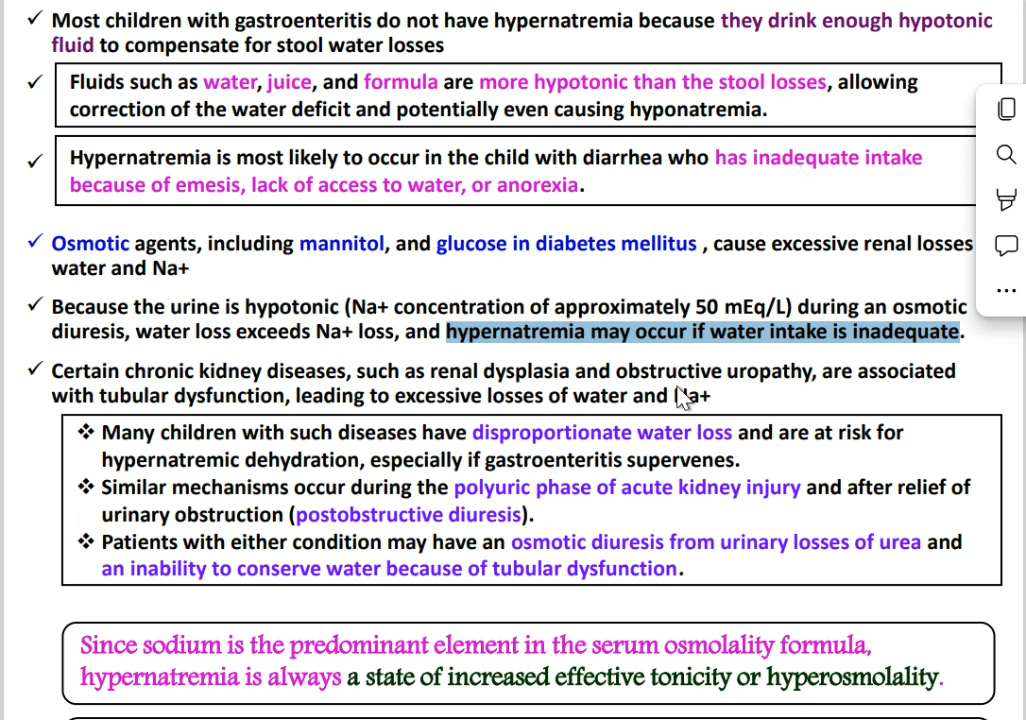 ✓ Most children with gastroenteritis do not have hypernatremia because they drink enough hypotonic
fluid to compensate for stool water losses
✓ Fluids such as water, juice, and formula are more hypotonic than the stool losses, allowing
correction of the water deficit and potentially even causing hyponatremia.
✓ Hypernatremia is most likely to occur in the child with diarrhea who has inadequate intake
because of emesis, lack of access to water, or anorexia.
✓ Osmotic agents, including mannitol, and glucose in diabetes mellitus , cause excessive renal losses
water and Na+
✓ Because the urine is hypotonic (Na+ concentration of approximately 50 mEq/L) during an osmotic
diuresis, water loss exceeds Na+ loss, and hypernatremia may occur if water intake is inadequate.
✓ Certain chronic kidney diseases, such as renal dysplasia and obstructive uropathy, are associated
with tubular dysfunction, leading to excessive losses of water and Na+
❖ Many children with such diseases have disproportionate water loss and are at risk for
hypernatremic dehydration, especially if gastroenteritis supervenes.
❖ Similar mechanisms occur during the polyuric phase of acute kidney injury and after relief of
urinary obstruction (postobstructive diuresis).
❖ Patients with either condition may have an osmotic diuresis from urinary losses of urea and
an inability to conserve water because of tubular dysfunction.
Since sodium is the predominant element in the serum osmolality formula,
hypernatremia is always a state of increased effective tonicity or hyperosmolality.